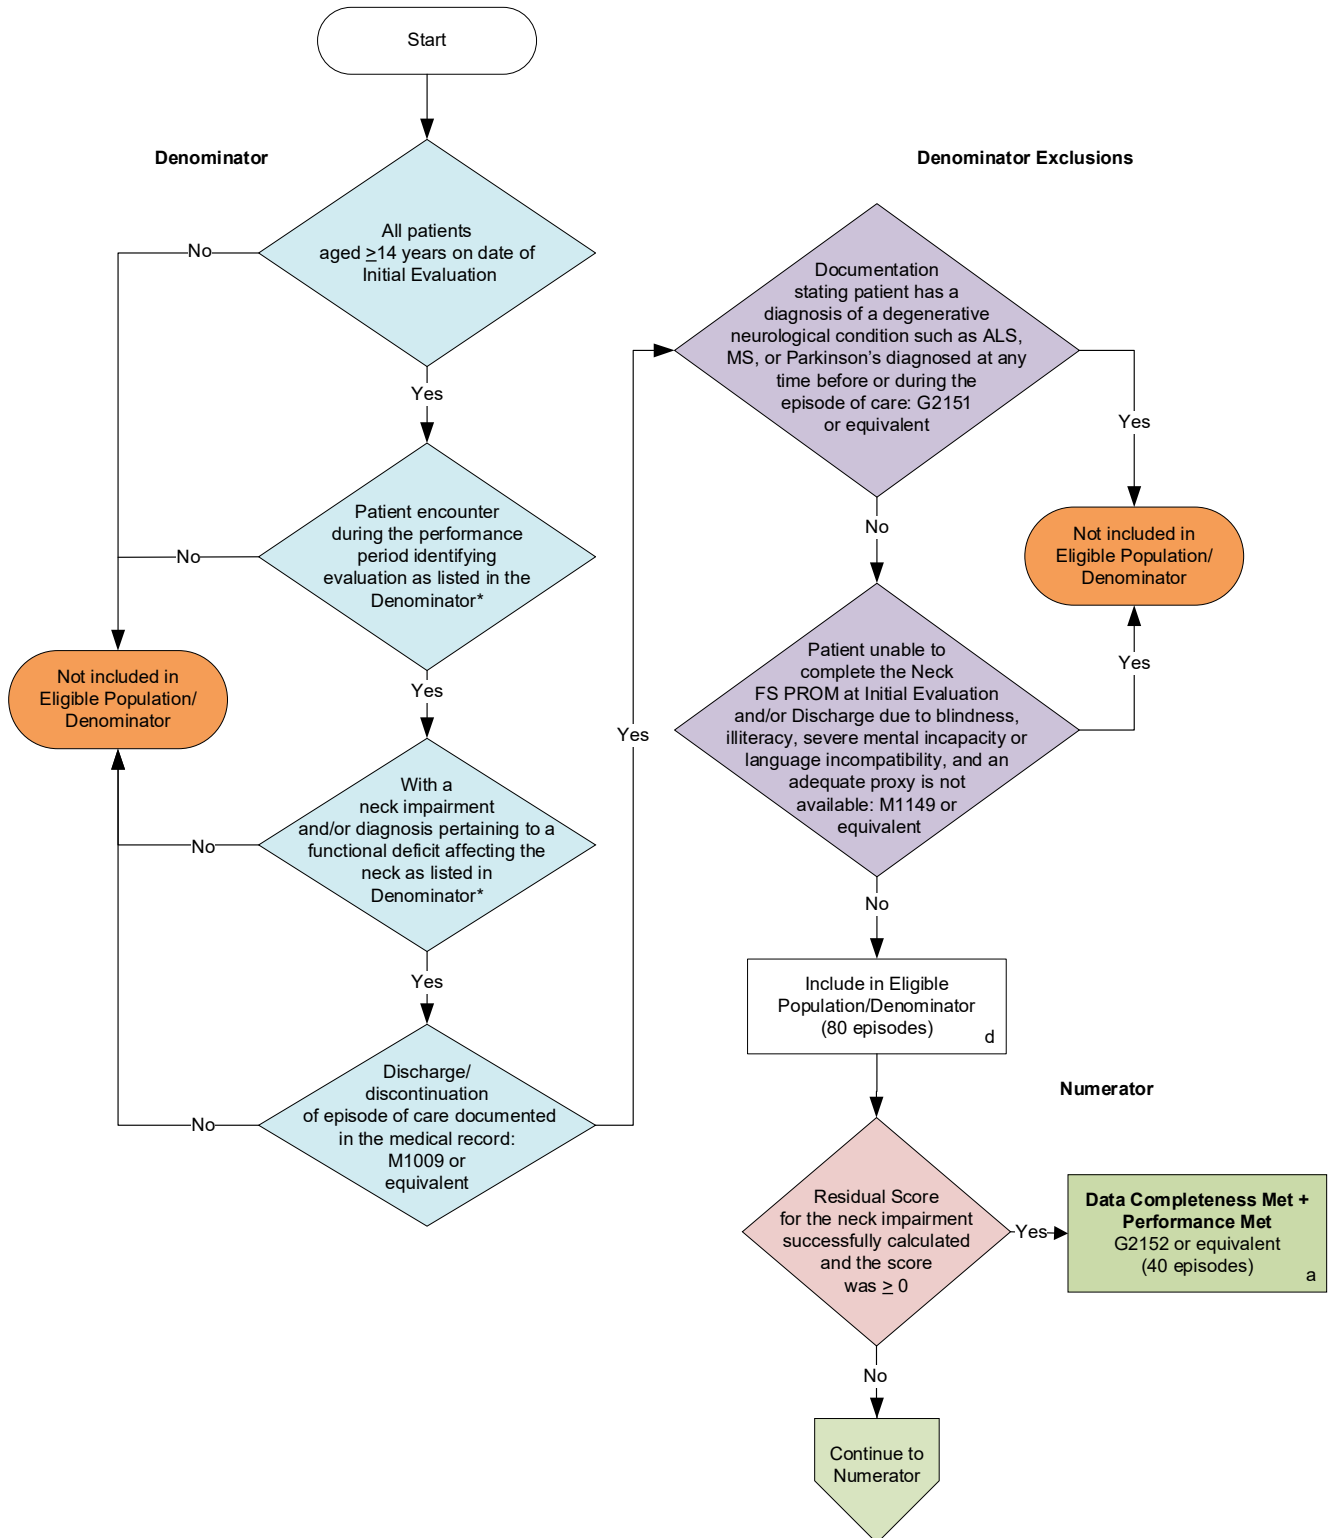 Start
Denominator
All patients
aged ≥14 years on date of
Initial Evaluation
No
Yes
Patient encounter
during the performance
period identifying
evaluation as listed in the
Denominator*
No
Yes
Not included in
Eligible Population/
Denominator
With a
neck impairment
and/or diagnosis pertaining to a
functional deficit affecting the
neck as listed in
Denominator*
No
Yes
Discharge/
discontinuation
of episode of care documented
in the medical record:
M1009 or
equivalent
No
Yes
Denominator Exclusions
Documentation
stating patient has a
diagnosis of a degenerative
neurological condition such as ALS,
MS, or Parkinson’s diagnosed at any
time before or during the
episode of care: G2151
or equivalent
Yes
No
Not included in
Eligible Population/
Denominator
Patient unable to
complete the Neck
FS PROM at Initial Evaluation
and/or Discharge due to blindness,
illiteracy, severe mental incapacity or
language incompatibility, and an
adequate proxy is not
available: M1149 or
equivalent
Yes
No
Include in Eligible
Population/Denominator
(80 episodes)
d
Numerator
Residual Score
for the neck impairment
successfully calculated
and the score
was ≥ 0
Yes
Data Completeness Met +
Performance Met
G2152 or equivalent
(40 episodes)
a
No
Continue to
Numerator